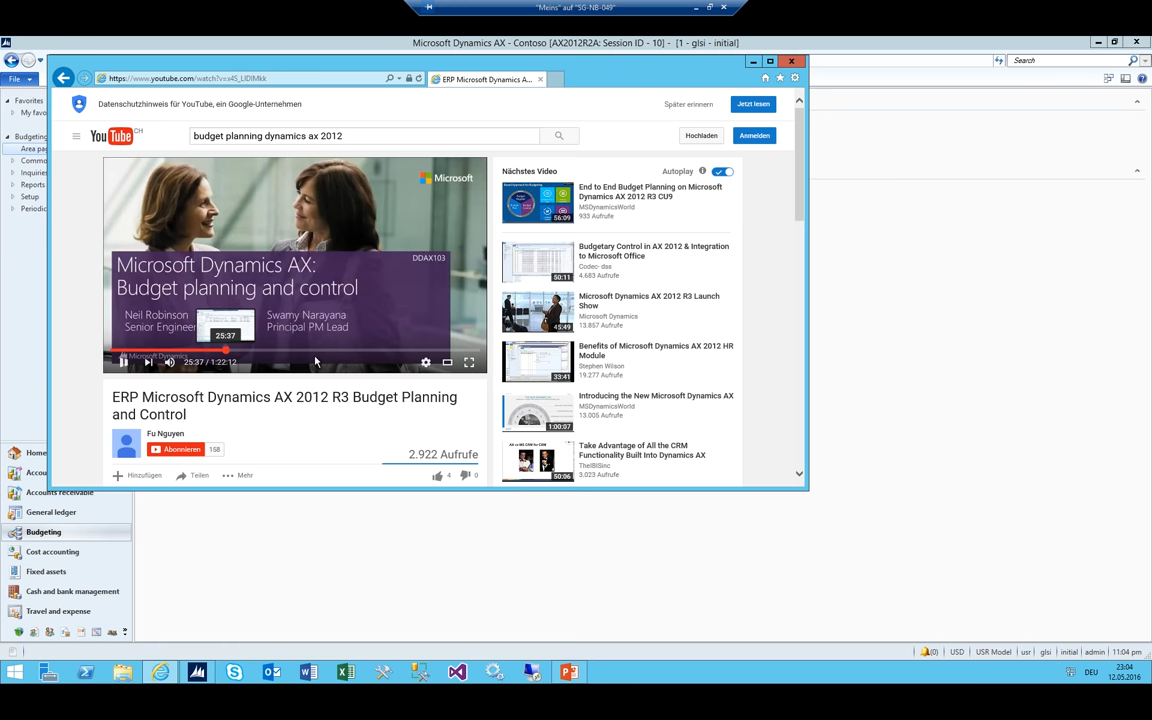 "Meins" auf "SG-NB-049"
Microsoft Dynamics AX - Contoso [AX2012R2A: Session ID - 10] - [1 - glsi - initial]
Search
File
Favorites
My favo
Budgeting
Area pag
Commo
Inquiries
Reports
Setup
Periodic
Home
Accou
Accou
Accounts receivable
General ledger
Budgeting
Cost accounting
Fixed assets
Cash and bank management
Travel and expense
ERP Microsoft Dynamics A...
Datenschutzhinweis für YouTube, ein Google-Unternehmen
Später erinnern
Jetzt lesen
YouTube CH
budget planning dynamics ax 2012
Hochladen
Anmelden
Microsoft
Microsoft Dynamics AX:
Budget planning and control
DDAX103
Neil Robinson
Senior Engineer
Swamy Narayana
Principal PM Lead
25:37
Microsoft Dynamics
25:37 / 1:22:12
ERP Microsoft Dynamics AX 2012 R3 Budget Planning
and Control
Fu Nguyen
Abonnieren
158
2.922 Aufrufe
Hinzufügen
Teilen
Mehr
4
0
Nächstes Video
Autoplay
End to End Budget Planning on Microsoft
Dynamics AX 2012 R3 CU9
MSDynamicsWorld
933 Aufrufe
56:09
Budgetary Control in AX 2012 & Integration
to Microsoft Office
Codec- dss
4.683 Aufrufe
50:11
Microsoft Dynamics AX 2012 R3 Launch
Show
Microsoft Dynamics
13.857 Aufrufe
45:49
Benefits of Microsoft Dynamics AX 2012 HR
Module
Stephen Wilson
19.277 Aufrufe
33:41
Introducing the New Microsoft Dynamics AX
MSDynamicsWorld
13.005 Aufrufe
1:00:07
Take Advantage of All the CRM
Functionality Built Into Dynamics AX
TheIBISinc
3.023 Aufrufe
50:06
(0)
USD
USR Model
usr
glsi
initial
admin
11:04 pm
DEU
23:04
12.05.2016